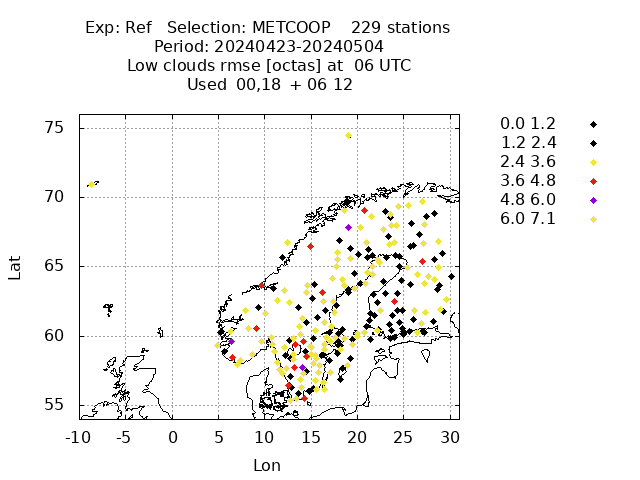 Exp: Ref   Selection: METCOOP    229 stations
Period: 20240423-20240504
Low clouds rmse [octas] at  06 UTC
Used  00,18  + 06 12
0.0 1.2
1.2 2.4
2.4 3.6
3.6 4.8
4.8 6.0
6.0 7.1
75
70
65
60
55
Lat
-10 -5 0 5 10 15 20 25 30
Lon